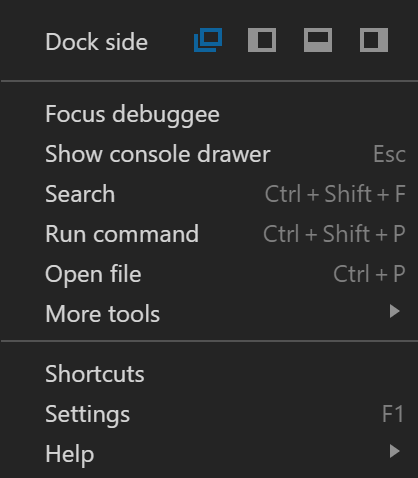 Dock side
Focus debuggee
Show console drawer Esc
Search Ctrl + Shift + F
Run command Ctrl + Shift + P
Open file Ctrl + P
More tools
Shortcuts
Settings F1
Help